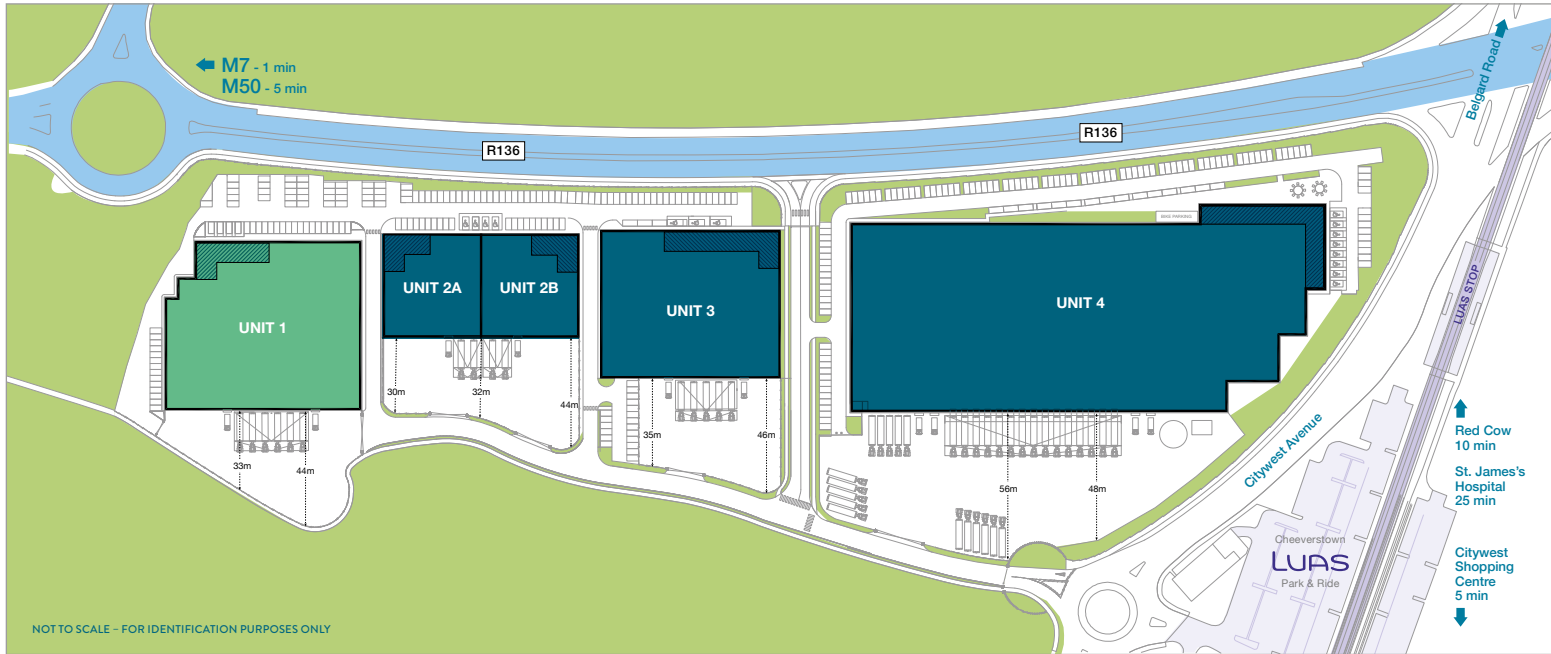 M7 - 1 min
M50 - 5 min
Belgard Road
R136
R136
BIKE PARKING
UNIT 1
UNIT 2A
UNIT 2B
UNIT 3
UNIT 4
LUAS STOP
30m
32m
44m
35m
46m
33m
44m
56m
48m
Citywest Avenue
Red Cow
10 min
St. James's
Hospital
25 min
Cheeverstown
LUAS
Park & Ride
Citywest
Shopping
Centre
5 min
NOT TO SCALE – FOR IDENTIFICATION PURPOSES ONLY